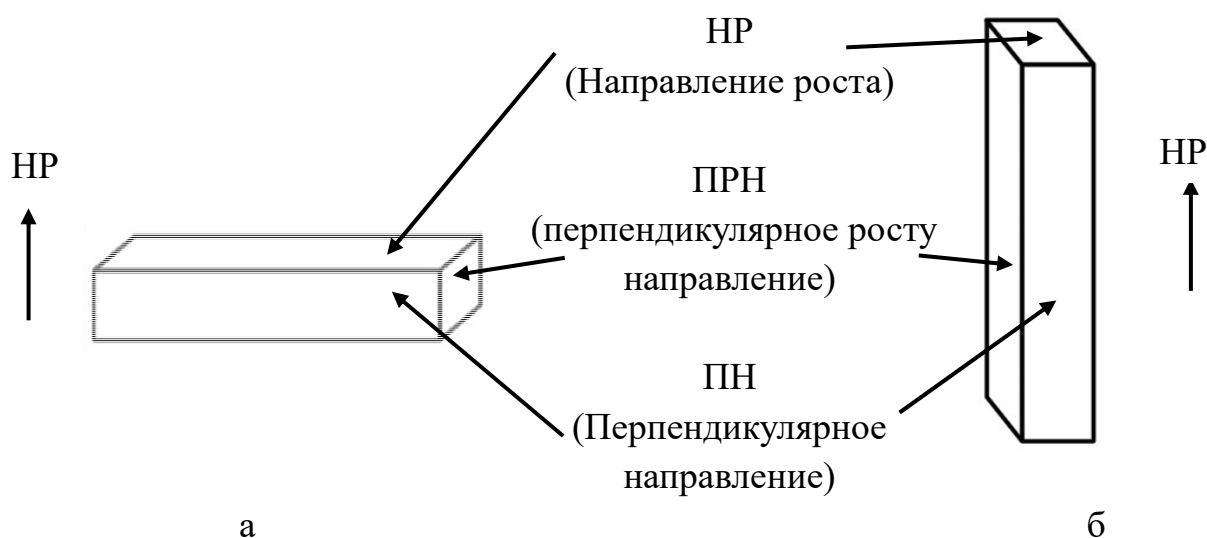 НР
(Направление роста)
НР
НР
ПРН
(перпендикулярное росту
направление)
ПН
(Перпендикулярное
направление)
а
б